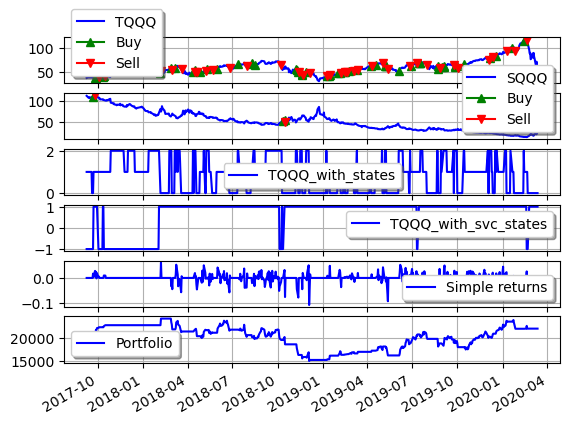 TQQQ
Buy
Sell
100
50
SQQQ
Buy
Sell
100
50
2
0
TQQQ_with_states
1
0
−1
TQQQ_with_svc_states
0.0
−0.1
Simple returns
20000
15000
Portfolio
2017-10 2018-01 2018-04 2018-07 2018-10 2019-01 2019-04 2019-07 2019-10 2020-01 2020-04